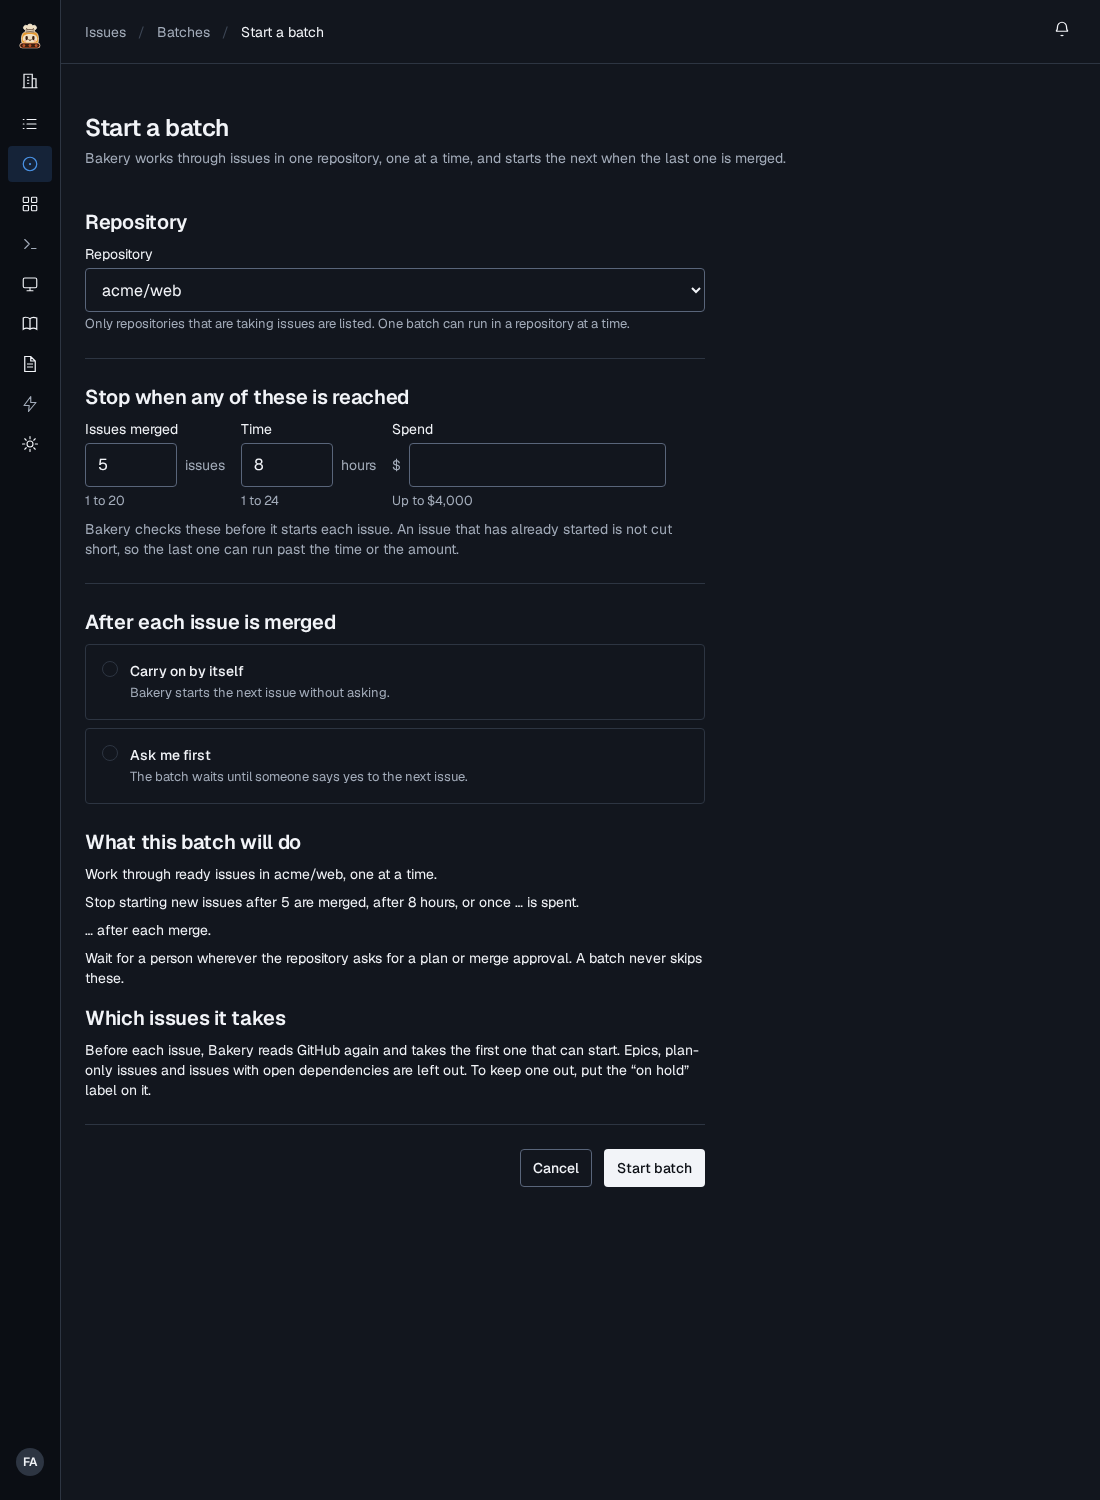 Issues / Batches / Start a batch
Start a batch
Bakery works through issues in one repository, one at a time, and starts the next when the last one is merged.
Repository
Repository
acme/web
Only repositories that are taking issues are listed. One batch can run in a repository at a time.
Stop when any of these is reached
Issues merged Time Spend
5 issues 8 hours $
1 to 20 1 to 24 Up to $4,000
Bakery checks these before it starts each issue. An issue that has already started is not cut
short, so the last one can run past the time or the amount.
After each issue is merged
Carry on by itself
Bakery starts the next issue without asking.
Ask me first
The batch waits until someone says yes to the next issue.
What this batch will do
Work through ready issues in acme/web, one at a time.
Stop starting new issues after 5 are merged, after 8 hours, or once … is spent.
… after each merge.
Wait for a person wherever the repository asks for a plan or merge approval. A batch never skips
these.
Which issues it takes
Before each issue, Bakery reads GitHub again and takes the first one that can start. Epics, plan-
only issues and issues with open dependencies are left out. To keep one out, put the “on hold”
label on it.
Cancel Start batch
FA